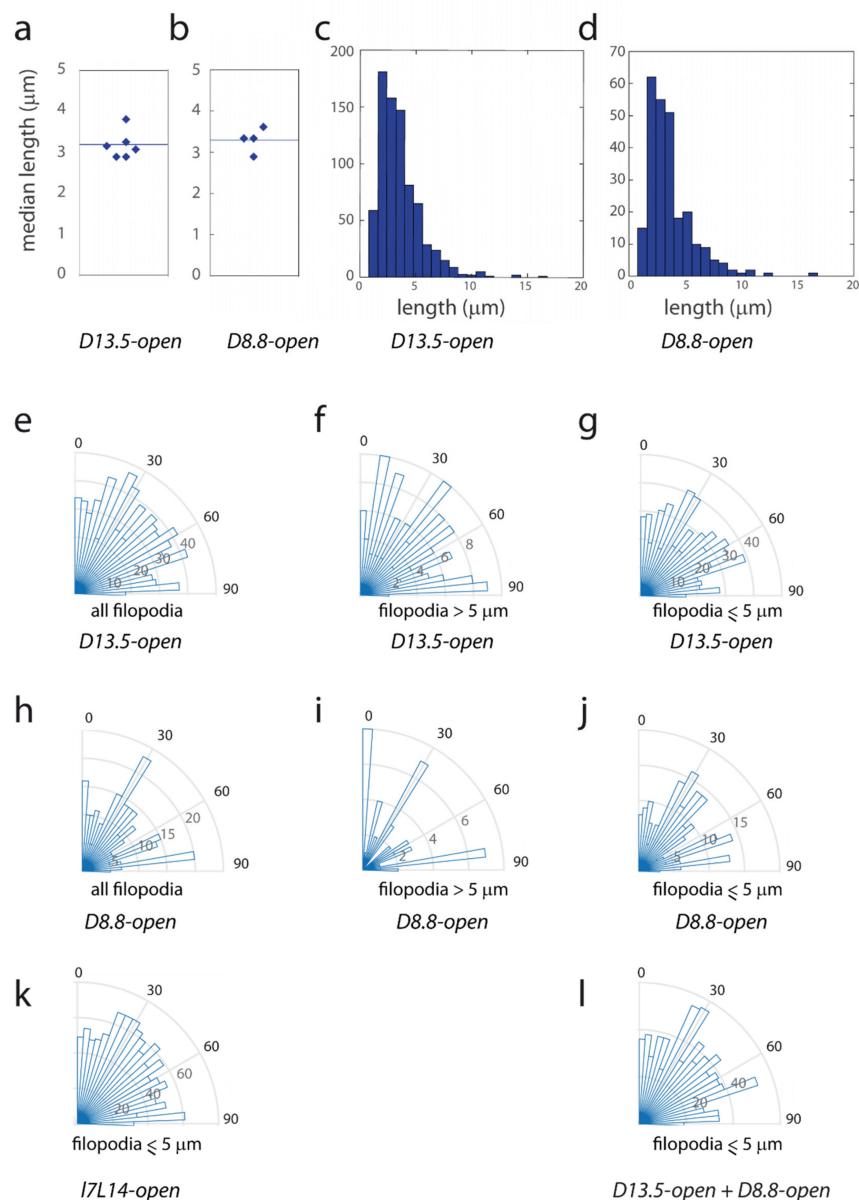 a b c d
median length (μm)
5
4
3
2
1
0
D13.5-open
5
4
3
2
1
0
D8.8-open
200
150
100
50
0
0 5 10 15 20
length (μm)
D13.5-open
70
60
50
40
30
20
10
0
0 5 10 15 20
length (μm)
D8.8-open
e
0
30
60
90
10 20 30 40
all filopodia
D13.5-open
f
0
30
60
90
2 4 6 8
filopodia > 5 μm
D13.5-open
g
0
30
60
90
10 20 30 40
filopodia ⩽ 5 μm
D13.5-open
h
0
30
60
90
5 10 15 20
all filopodia
D8.8-open
i
0
30
60
90
2 4 6
filopodia > 5 μm
D8.8-open
j
0
30
60
90
5 10 15
filopodia ⩽ 5 μm
D8.8-open
k
0
30
60
90
20 40 60
filopodia ⩽ 5 μm
I7L14-open
l
0
30
60
90
20 40
filopodia ⩽ 5 μm
D13.5-open + D8.8-open